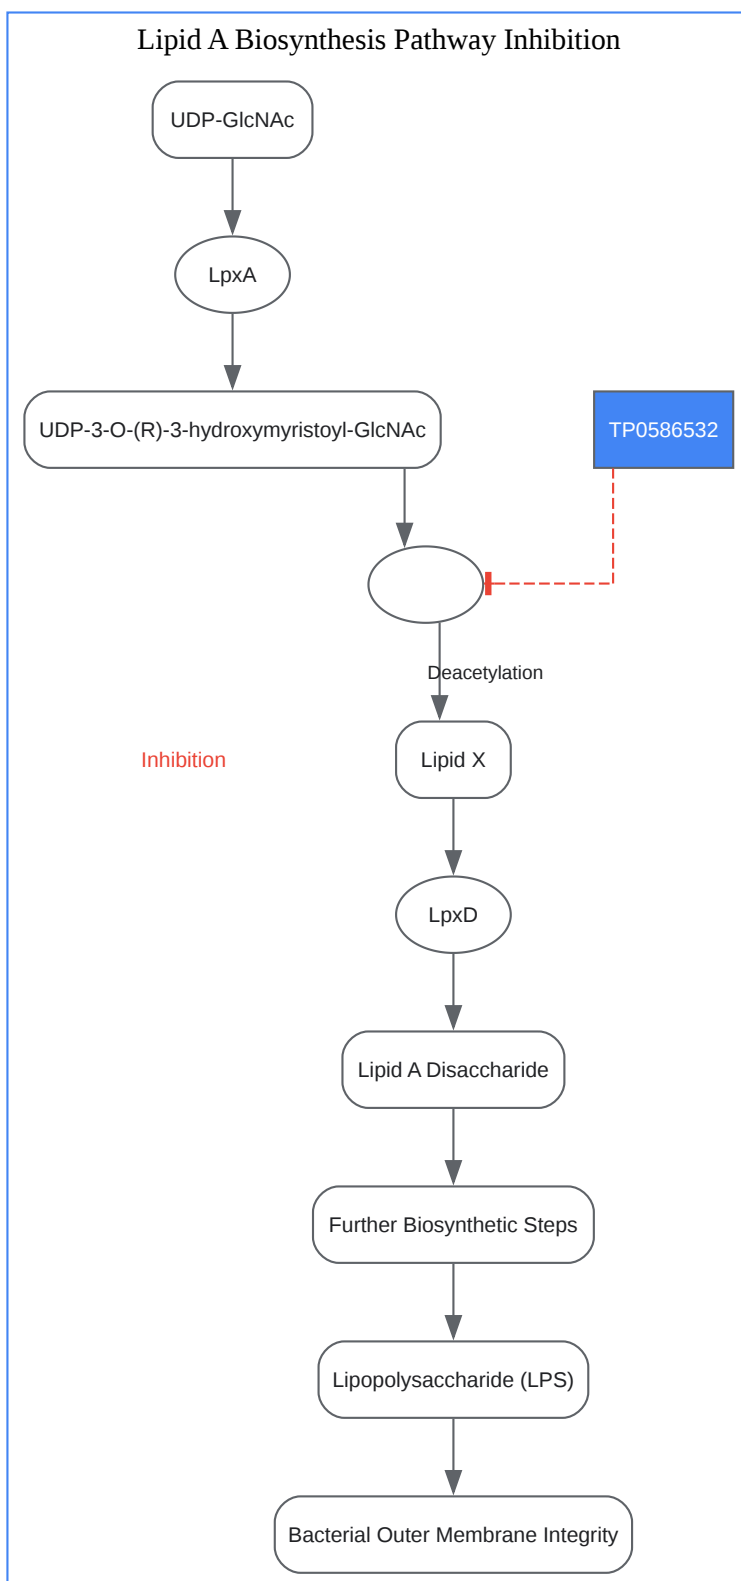 Lipid A Biosynthesis Pathway Inhibition
UDP-GlcNAc
LpxA
UDP-3-O-(R)-3-hydroxymyristoyl-GlcNAc
TP0586532
Deacetylation
Inhibition
Lipid X
LpxD
Lipid A Disaccharide
Further Biosynthetic Steps
Lipopolysaccharide (LPS)
Bacterial Outer Membrane Integrity